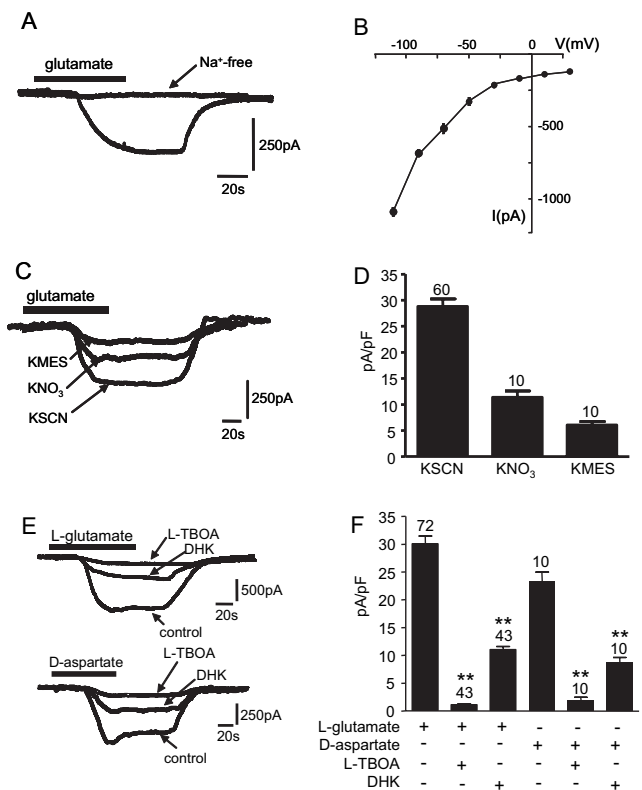 A
glutamate
Na⁺-free
250pA
20s
B
-100 -50 0 V(mV)
-500
-1000
I(pA)
C
glutamate
KMES
KNO₃
KSCN
250pA
20s
D
pA/pF
35
30
25
20
15
10
5
0
60
10
10
KSCN KNO₃ KMES
E
L-glutamate
L-TBOA
DHK
500pA
20s
control
D-aspartate
L-TBOA
DHK
250pA
20s
control
F
pA/pF
35
30
25
20
15
10
5
0
72
**
43
**
43
10
**
10
**
10
L-glutamate + + + - - -
D-aspartate - - - + + +
L-TBOA - + - - + -
DHK - - + - - +